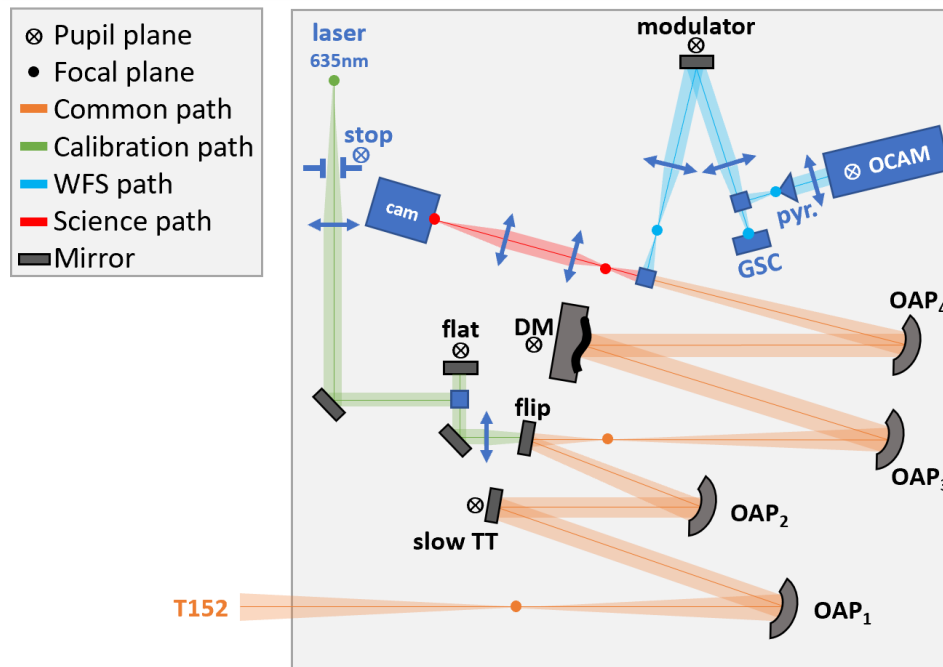 Pupil plane
Focal plane
Common path
Calibration path
WFS path
Science path
Mirror
laser
635nm
stop
cam
modulator
OCAM
pyr.
GSC
OAP4
DM
flat
flip
OAP3
OAP2
slow TT
T152
OAP1